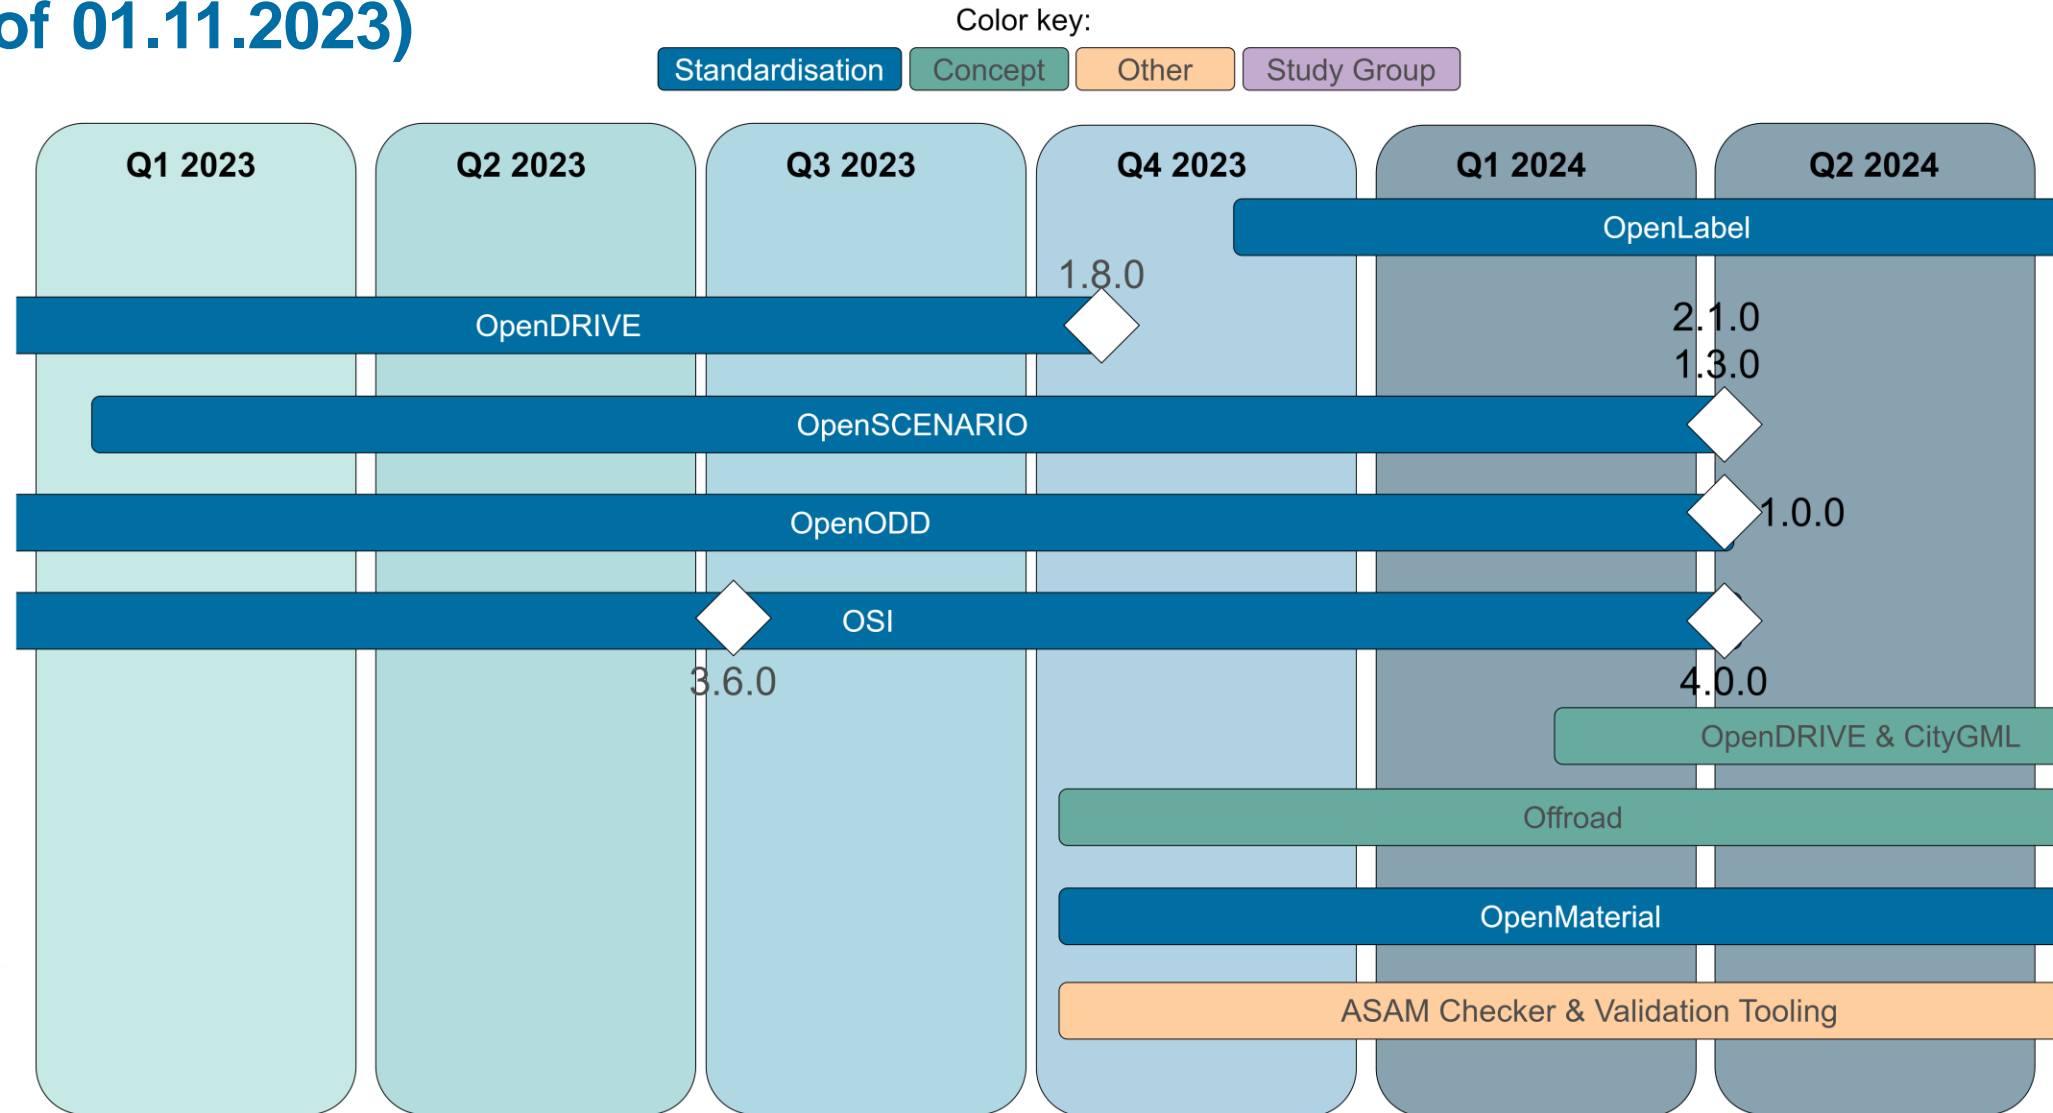 of 01.11.2023)
Color key:
Standardisation Concept Other Study Group
Q1 2023 Q2 2023 Q3 2023 Q4 2023 Q1 2024 Q2 2024
OpenLabel
1.8.0
OpenDRIVE
2.1.0
1.3.0
OpenSCENARIO
OpenODD
1.0.0
OSI
3.6.0
4.0.0
OpenDRIVE & CityGML
Offroad
OpenMaterial
ASAM Checker & Validation Tooling